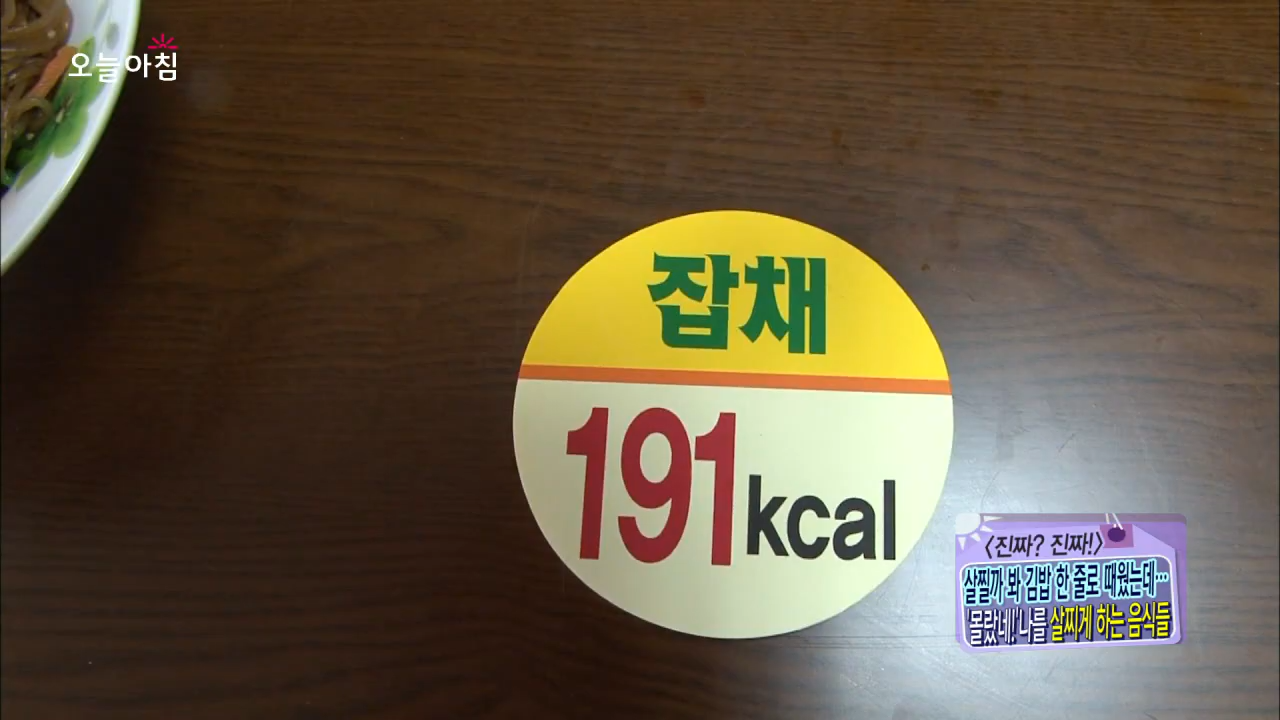 오늘아침
잡채
191kcal
<진짜? 진짜!>
살찔까 봐 김밥 한 줄로 때웠는데…
'몰랐네!'나를 살찌게 하는 음식들